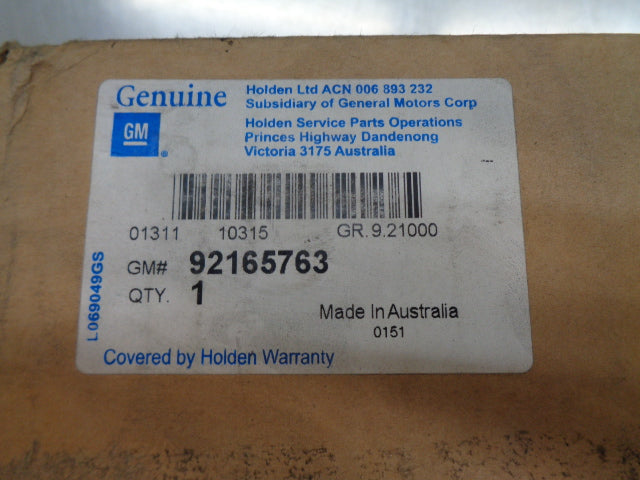 Genuine
GM
®
Holden Ltd ACN 006 893 232
Subsidiary of General Motors Corp
Holden Service Parts Operations
Princes Highway Dandenong
Victoria 3175 Australia
01311 10315 GR.9.21000
GM# 92165763
QTY. 1
Made In Australia
0151
L069049GS
Covered by Holden Warranty